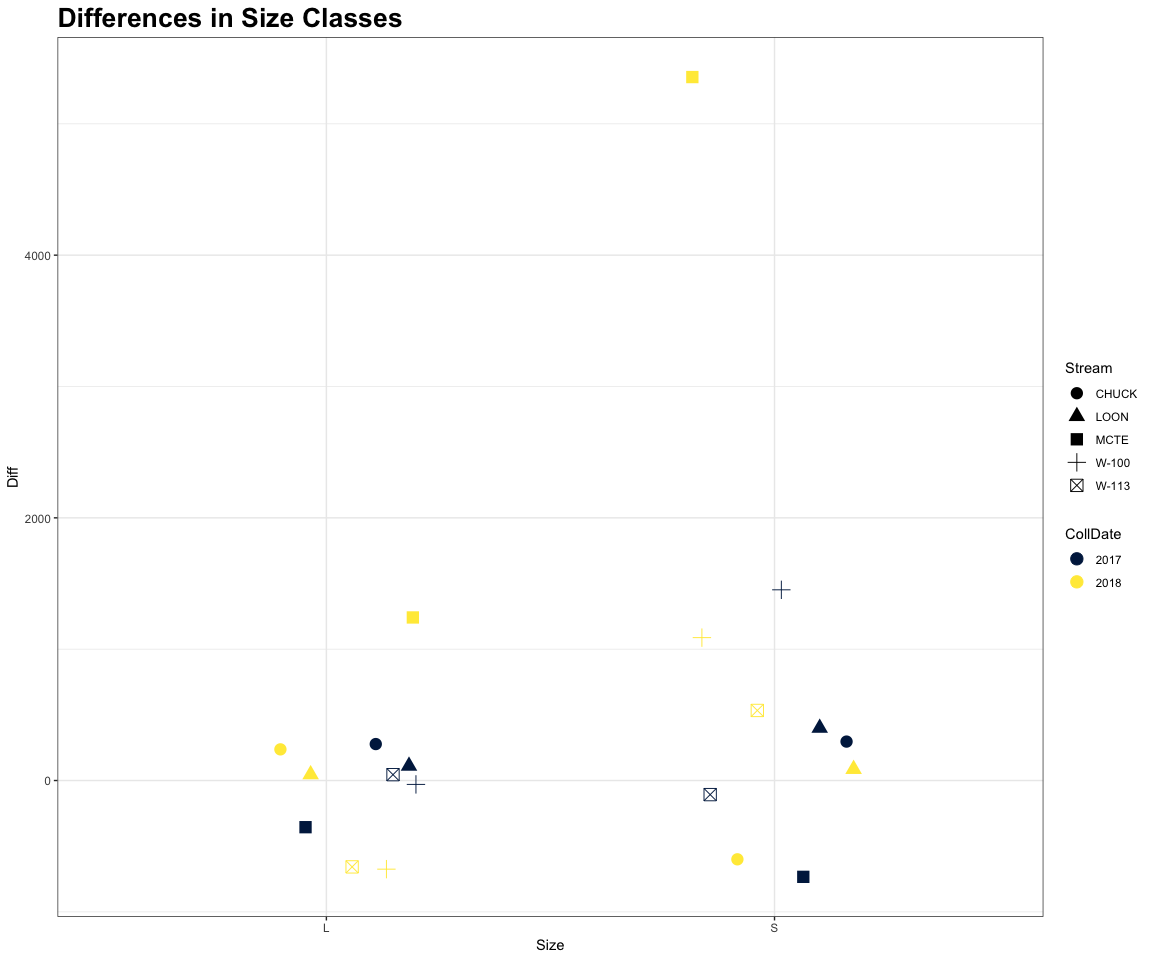 Differences in Size Classes
4000
2000
0
Diff
L
S
Size
Stream
CHUCK
LOON
MCTE
W-100
W-113
CollDate
2017
2018